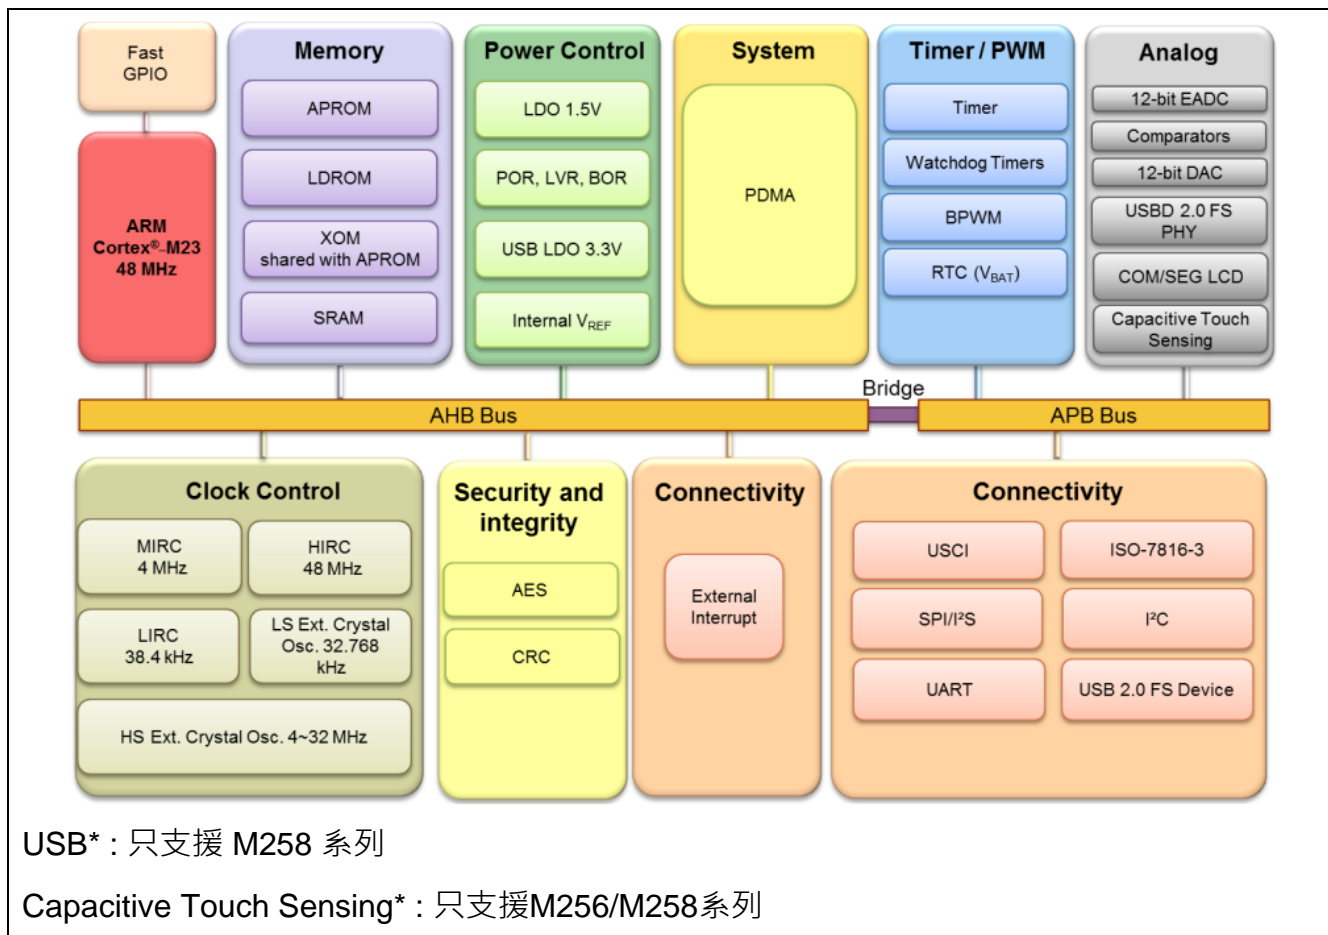 Fast
GPIO
ARM
Cortex®-M23
48 MHz
Memory
APROM
LDROM
XOM
shared with APROM
SRAM
Power Control
LDO 1.5V
POR, LVR, BOR
USB LDO 3.3V
Internal VREF
System
PDMA
Timer / PWM
Timer
Watchdog Timers
BPWM
RTC (VBAT)
Analog
12-bit EADC
Comparators
12-bit DAC
USBD 2.0 FS
PHY
COM/SEG LCD
Capacitive Touch
Sensing
AHB Bus
Bridge
APB Bus
Clock Control
MIRC
4 MHz
HIRC
48 MHz
LIRC
38.4 kHz
LS Ext. Crystal
Osc. 32.768
kHz
HS Ext. Crystal Osc. 4~32 MHz
Security and
integrity
AES
CRC
Connectivity
External
Interrupt
Connectivity
USCI
ISO-7816-3
SPI/I²S
I²C
UART
USB 2.0 FS Device
USB* : 只支援 M258 系列
Capacitive Touch Sensing* : 只支援M256/M258系列